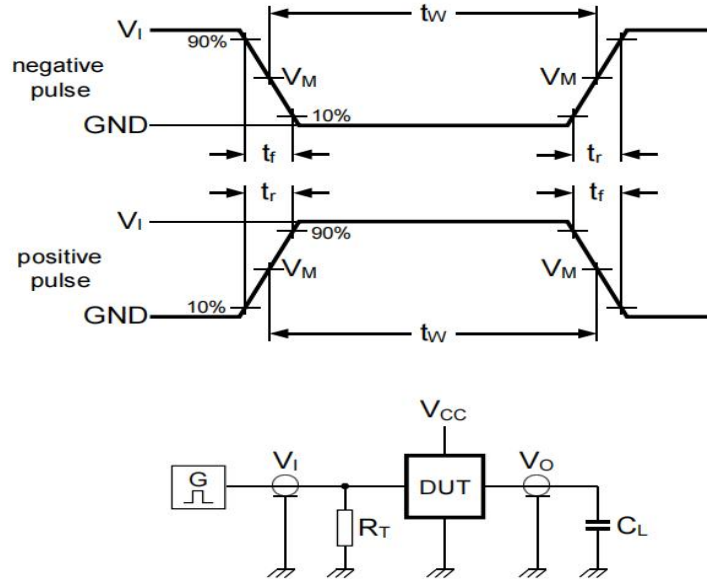 tW
VI
90%
negative
pulse
VM
VM
GND
10%
tf
tr
tr
tf
VI
90%
positive
pulse
VM
VM
10%
GND
tW
VCC
G
VI
DUT
VO
RT
CL